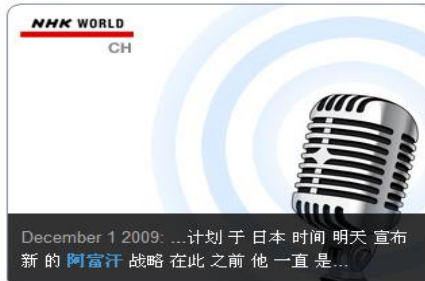 NHK WORLD
CH
December 1 2009: ...计划 于 日本 时间 明天 宣布
新 的 阿富汗 战略 在此 之前 他 一直 是...